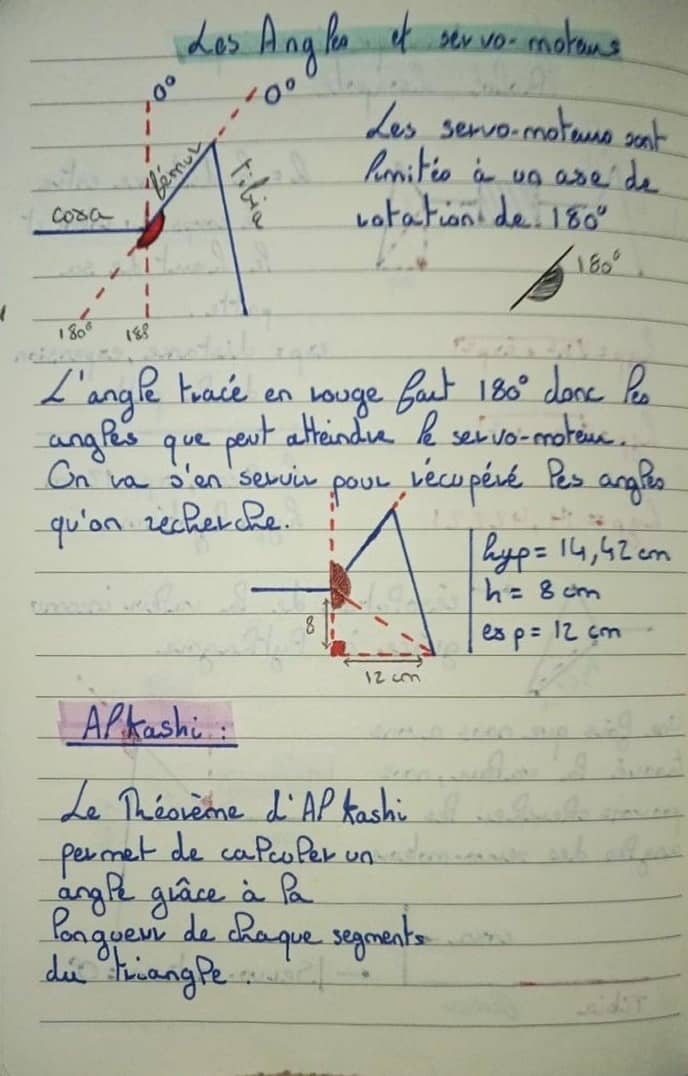 Les Angles et servo-moteurs
0°
0°
fémur
Tibia
coxa
180°
Les servo-moteurs sont
limités à un axe de
rotation de 180°
180°
L'angle tracé en rouge fait 180° donc les
angles que peut atteindre le servo-moteur.
On va s'en servir pour récupéré les angles
qu'on recherche.
hyp = 14,42 cm
h = 8 cm
esp = 12 cm
8
12 cm
Al kashi :
Le Théorème d'Al kashi
permet de calculer un
angle grâce à la
longueur de chaque segments
du triangle.